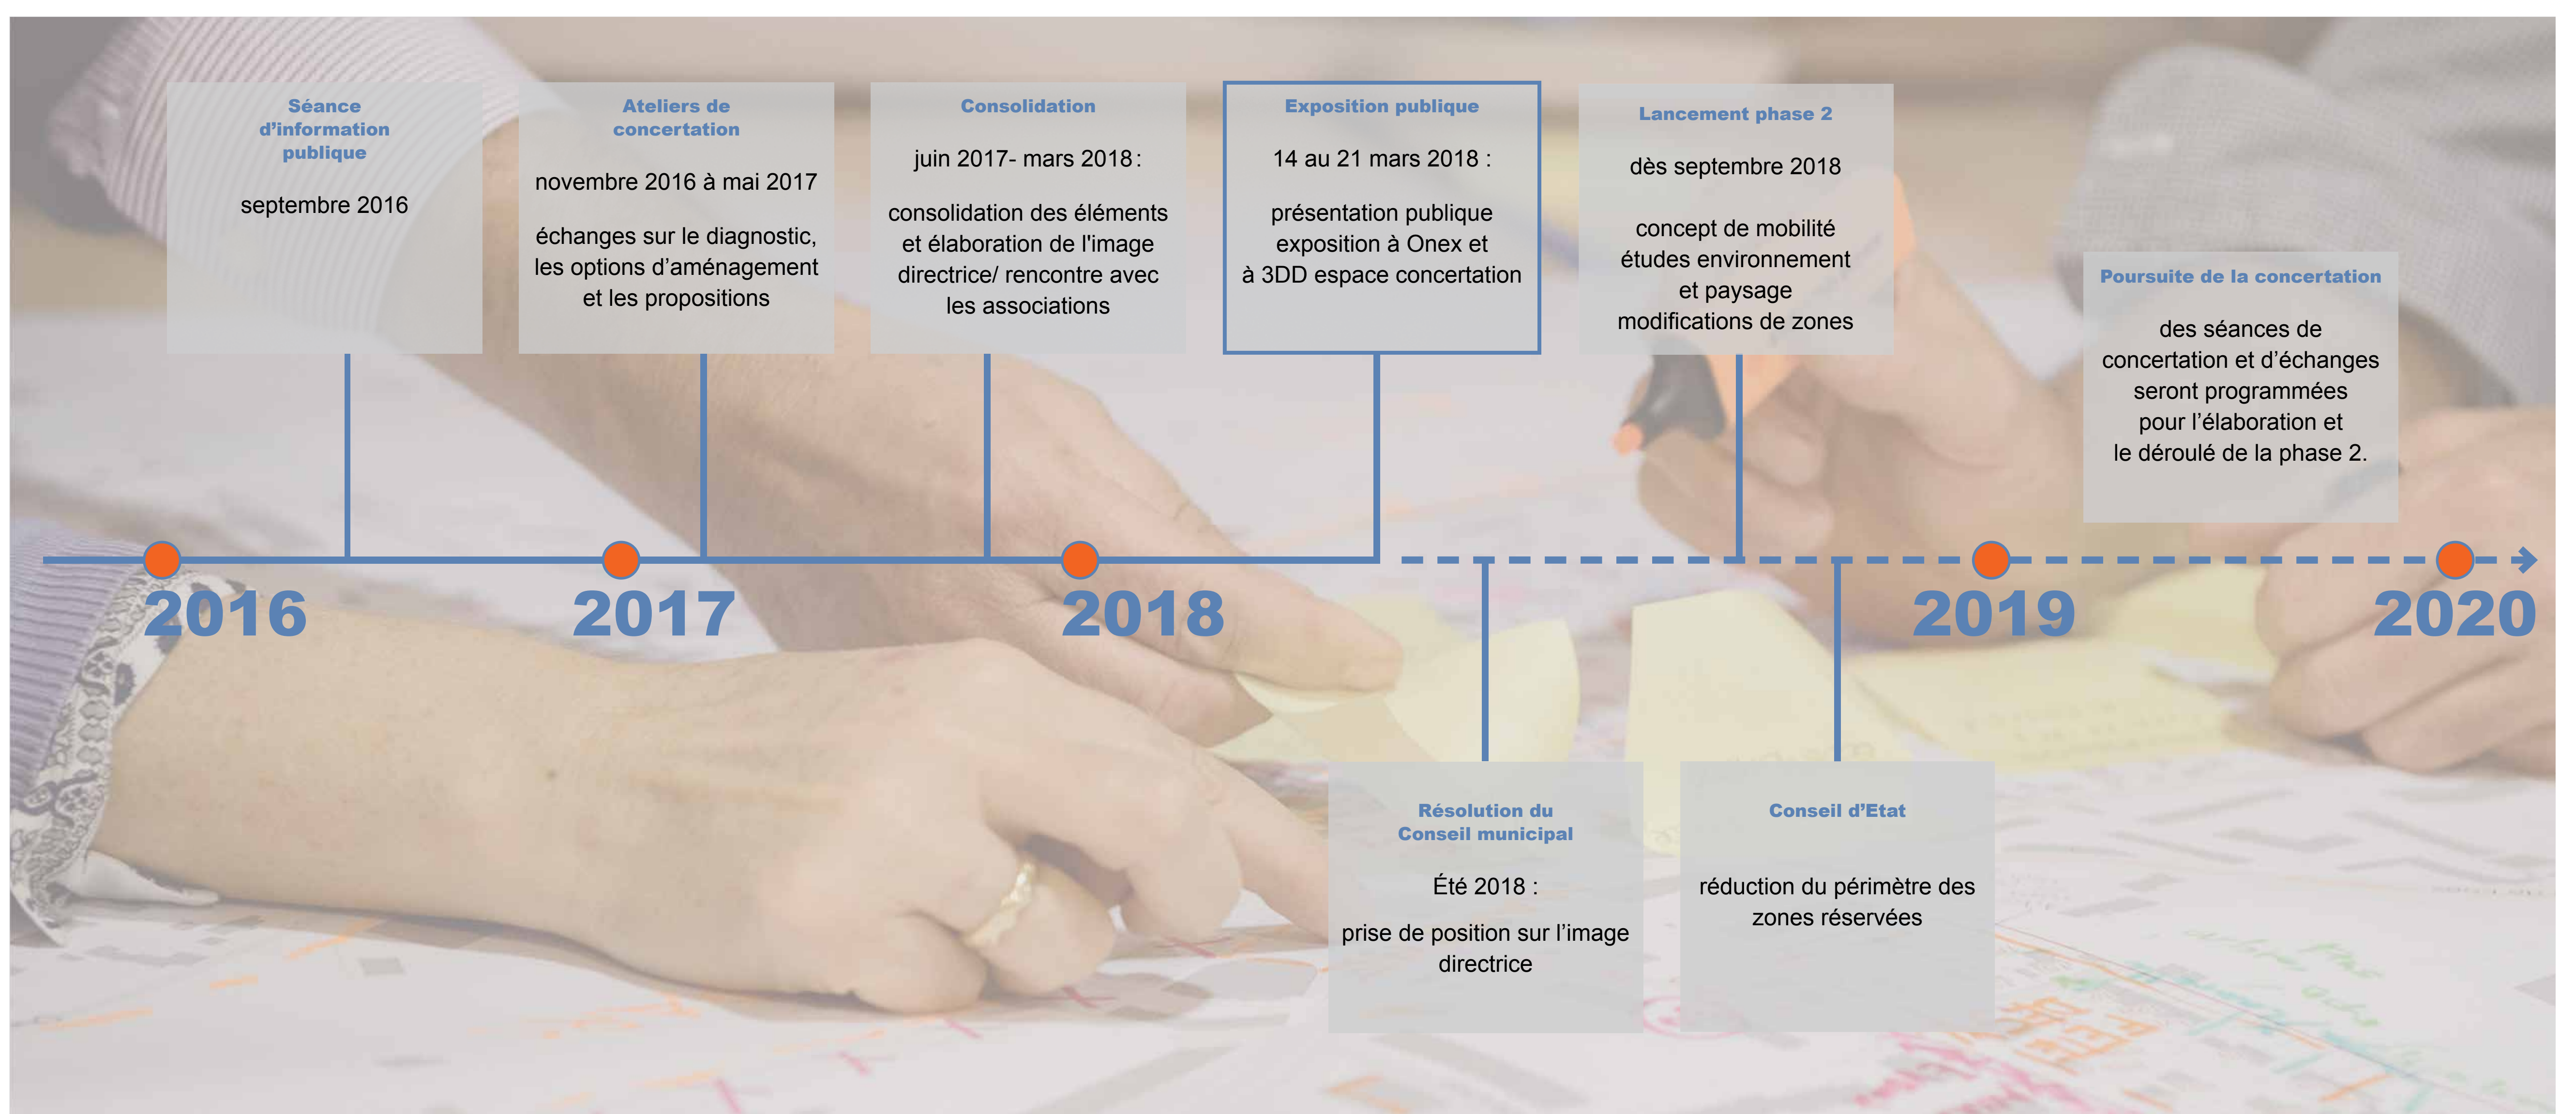 Séance
d’information
publique
septembre 2016
Ateliers de
concertation
novembre 2016 à mai 2017
échanges sur le diagnostic,
les options d’aménagement
et les propositions
Consolidation
juin 2017- mars 2018 :
consolidation des éléments
et élaboration de l'image
directrice/ rencontre avec
les associations
Exposition publique
14 au 21 mars 2018 :
présentation publique
exposition à Onex et
à 3DD espace concertation
Lancement phase 2
dès septembre 2018
concept de mobilité
études environnement
et paysage
modifications de zones
Poursuite de la concertation
des séances de
concertation et d’échanges
seront programmées
pour l’élaboration et
le déroulé de la phase 2.
2016
2017
2018
2019
2020
Résolution du
Conseil municipal
Été 2018 :
prise de position sur l’image
directrice
Conseil d’Etat
réduction du périmètre des
zones réservées